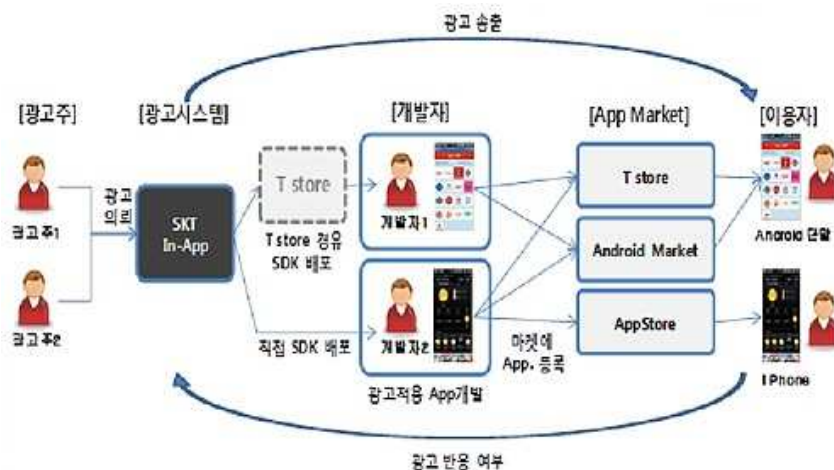 광고 송출
[광고주]
[광고시스템]
[개발자]
[App Market]
[이용자]
광고주1
광고
의뢰
SKT
In-App
T store
T store 경유
SDK 배포
개발자1
T store
Android 단말
Android Market
광고주2
직접 SDK 배포
개발자2
광고적용 App개발
마켓에
App. 등록
AppStore
I Phone
광고 반응 여부